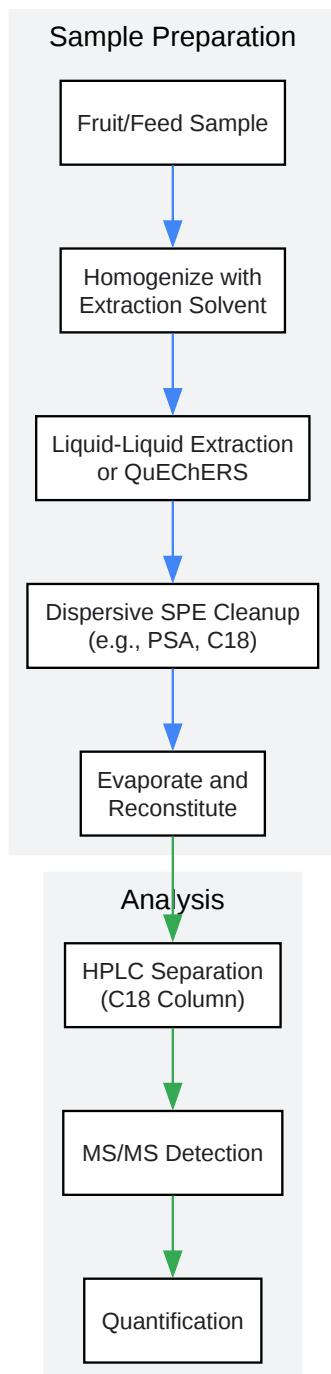 Sample Preparation
Fruit/Feed Sample
Homogenize with
Extraction Solvent
Liquid-Liquid Extraction
or QuEChERS
Dispersive SPE Cleanup
(e.g., PSA, C18)
Evaporate and
Reconstitute
Analysis
HPLC Separation
(C18 Column)
MS/MS Detection
Quantification